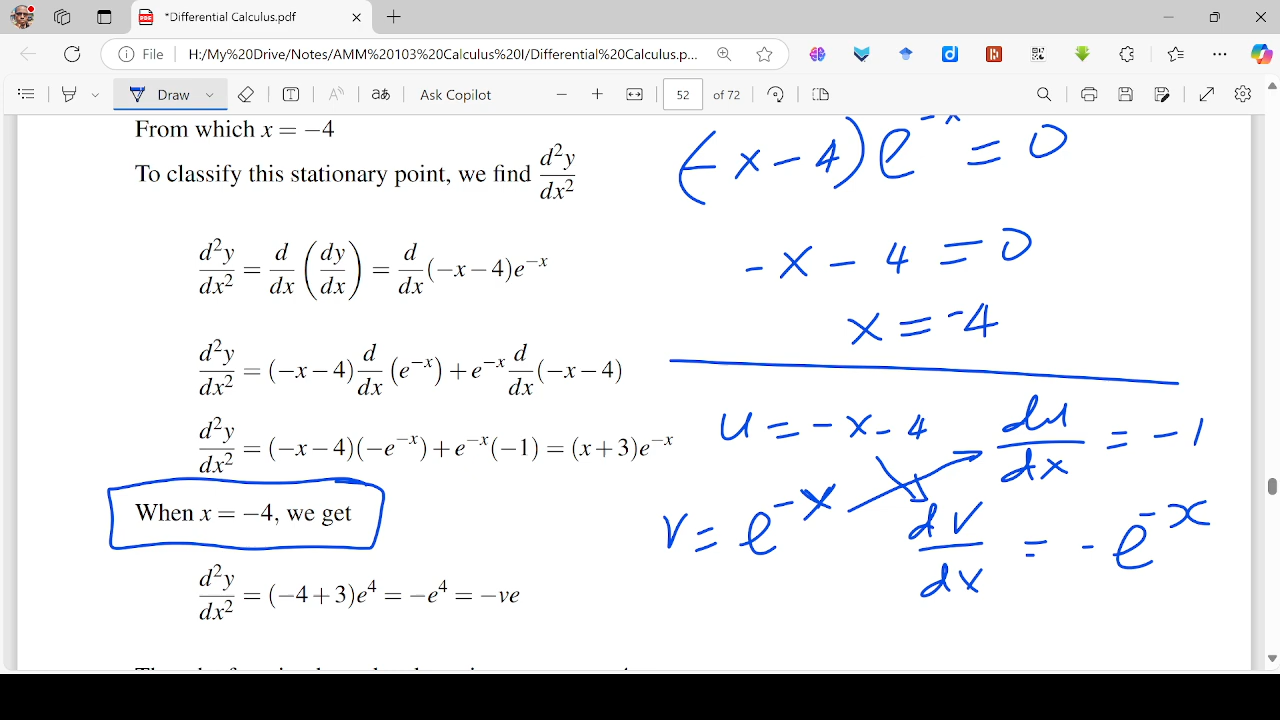 *Differential Calculus.pdf
File H:/My%20Drive/Notes/AMM%20103%20Calculus%20I/Differential%20Calculus.p...
Draw Ask Copilot 52 of 72
From which x = −4
To classify this stationary point, we find d²y/dx²
d²y/dx² = d/dx (dy/dx) = d/dx (−x−4)e⁻ˣ
d²y/dx² = (−x−4) d/dx (e⁻ˣ) + e⁻ˣ d/dx (−x−4)
d²y/dx² = (−x−4)(−e⁻ˣ) + e⁻ˣ(−1) = (x+3)e⁻ˣ
When x = −4, we get
d²y/dx² = (−4+3)e⁴ = −e⁴ = −ve
(-x-4)e⁻ˣ = 0
-x - 4 = 0
x = -4
u = -x-4 du/dx = -1
v = e⁻ˣ dv/dx = -e⁻ˣ